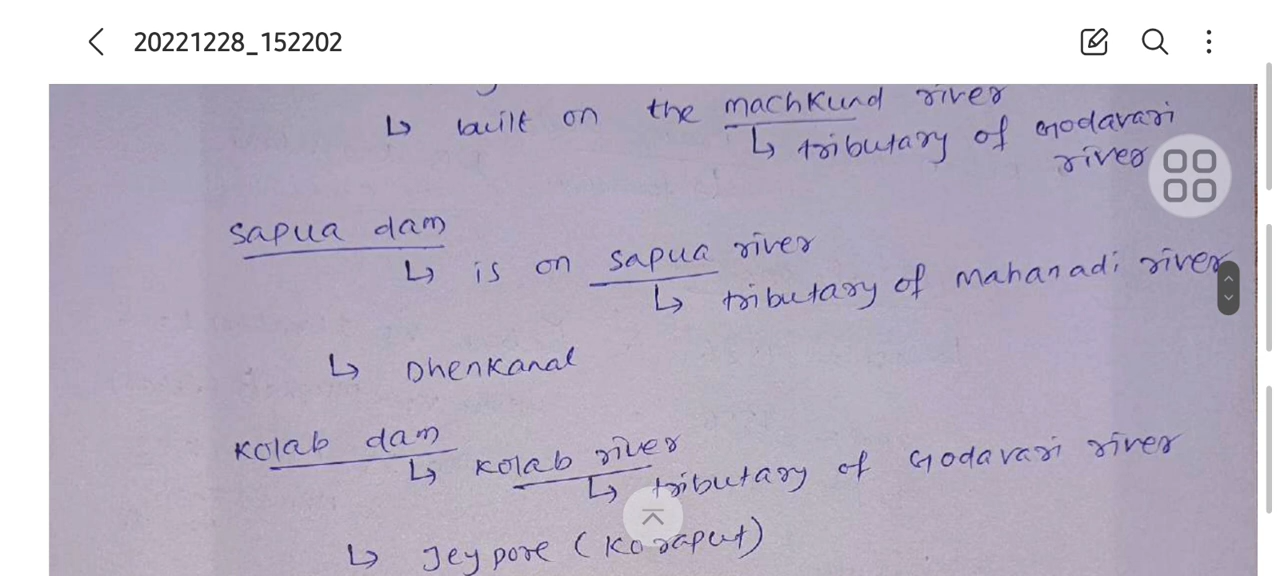 20221228_152202
↳ built on the machkund river
↳ tributary of Godavari river
sapua dam
↳ is on sapua river
↳ tributary of Mahanadi river
↳ Dhenkanal
Kolab dam
↳ Kolab river
↳ tributary of Godavari river
↳ Jeypore (Koraput)